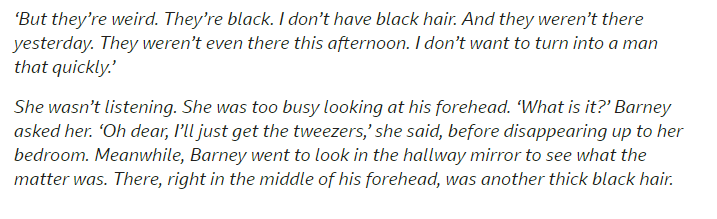 ‘But they’re weird. They’re black. I don’t have black hair. And they weren’t there
yesterday. They weren’t even there this afternoon. I don’t want to turn into a man
that quickly.’
She wasn’t listening. She was too busy looking at his forehead. ‘What is it?’ Barney
asked her. ‘Oh dear, I’ll just get the tweezers,’ she said, before disappearing up to her
bedroom. Meanwhile, Barney went to look in the hallway mirror to see what the
matter was. There, right in the middle of his forehead, was another thick black hair.